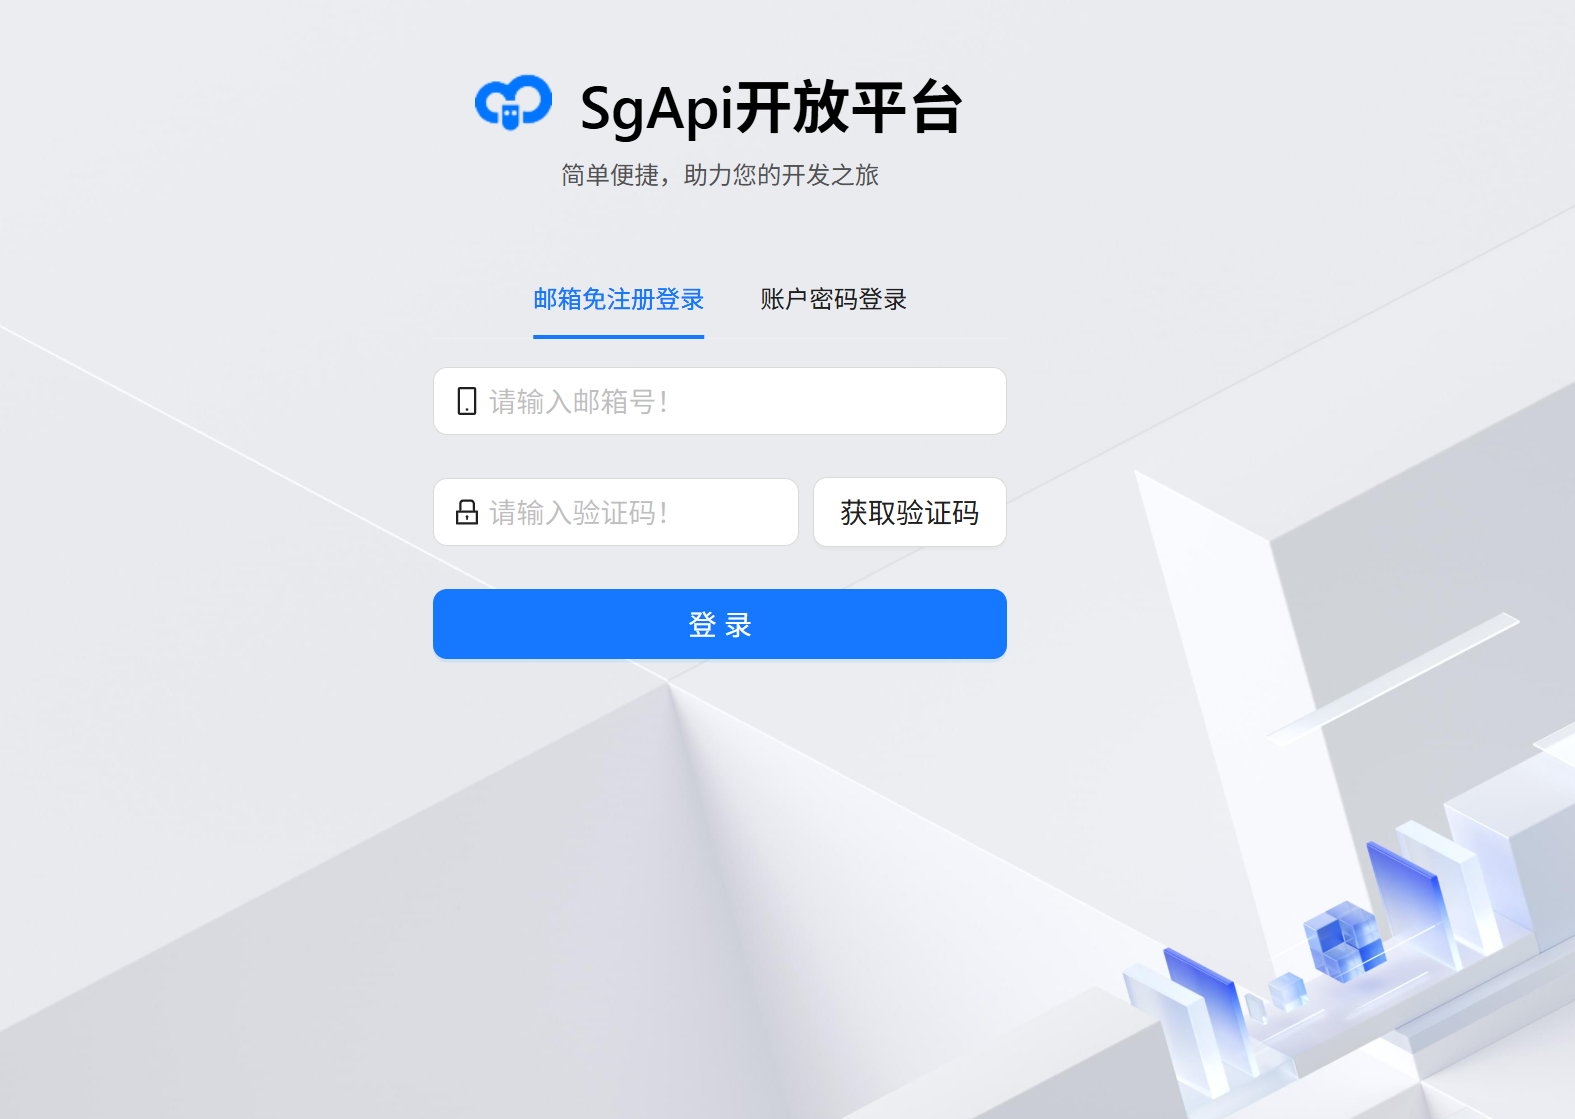 SgApi开放平台
简单便捷，助力您的开发之旅
邮箱免注册登录 账户密码登录
请输入邮箱号！
请输入验证码！ 获取验证码
登 录